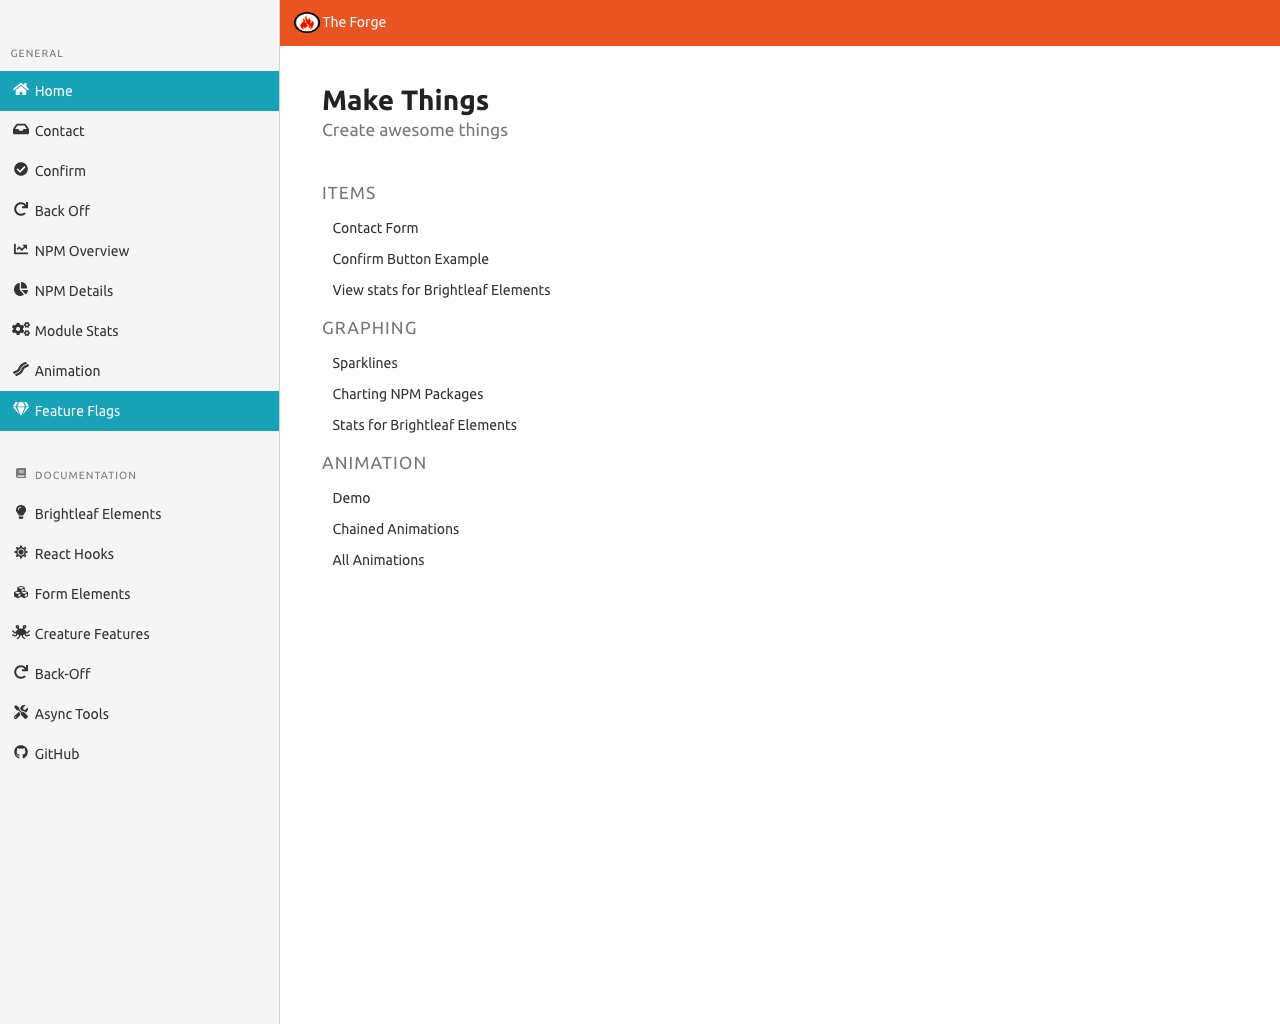 GENERAL
Home
Contact
Confirm
Back Off
NPM Overview
NPM Details
Module Stats
Animation
Feature Flags
DOCUMENTATION
Brightleaf Elements
React Hooks
Form Elements
Creature Features
Back-Off
Async Tools
GitHub
The Forge
Make Things
Create awesome things
ITEMS
Contact Form
Confirm Button Example
View stats for Brightleaf Elements
GRAPHING
Sparklines
Charting NPM Packages
Stats for Brightleaf Elements
ANIMATION
Demo
Chained Animations
All Animations